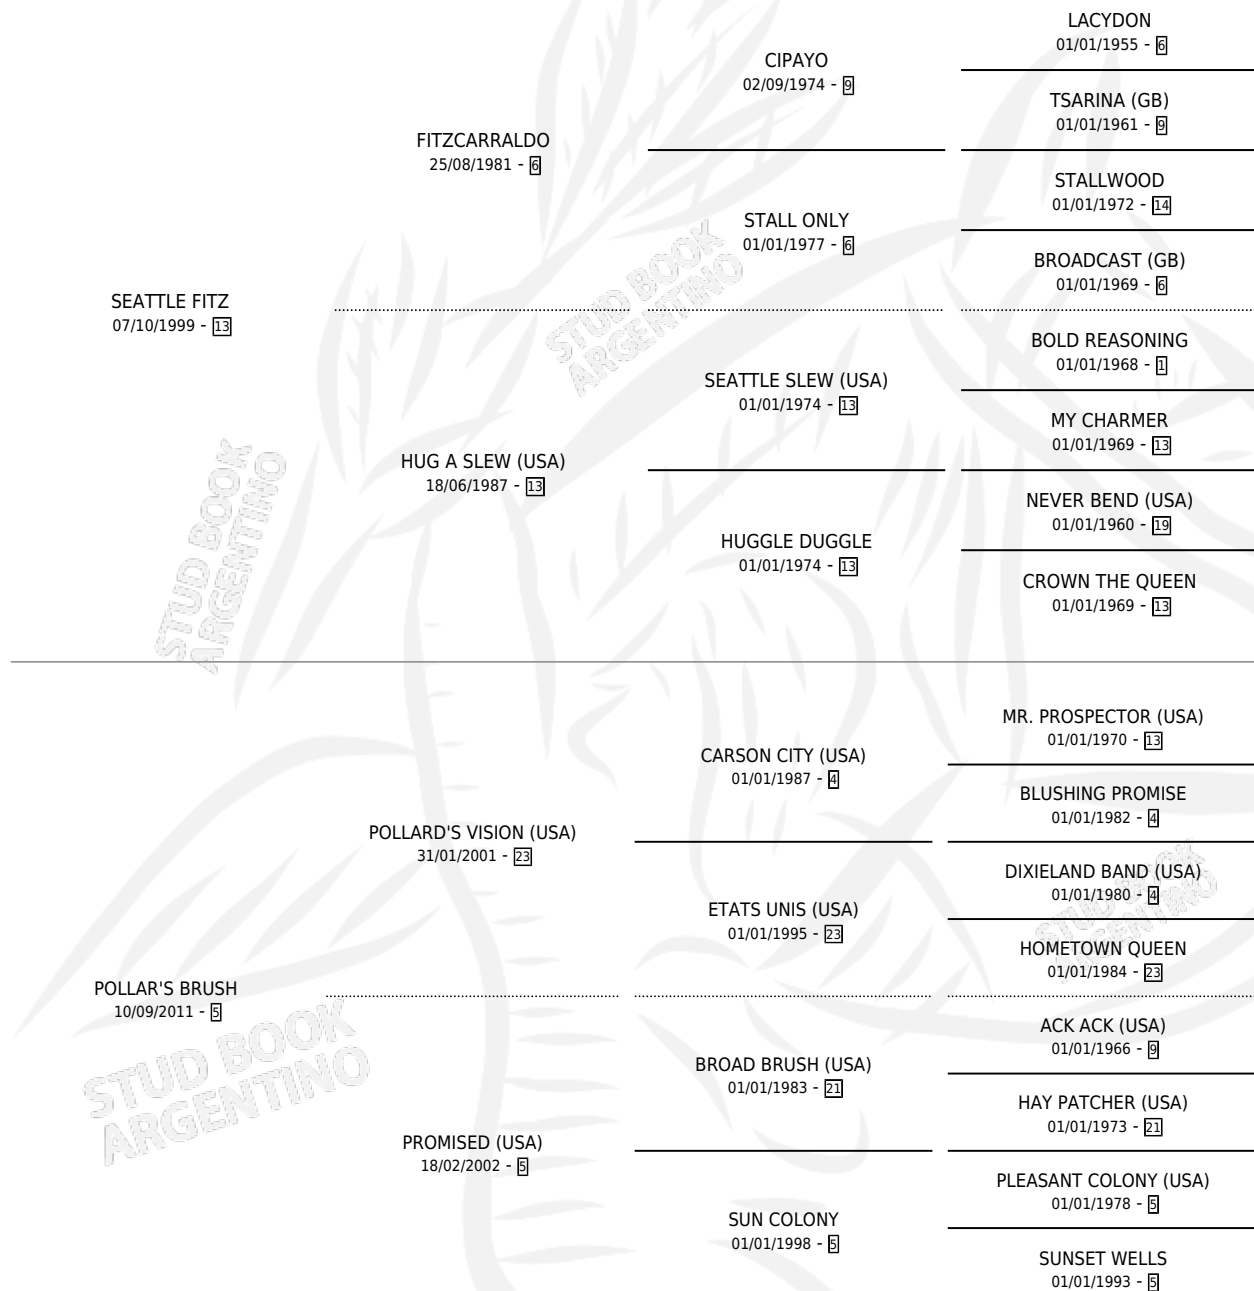 LACYDON
01/01/1955 - 6
CIPAYO
02/09/1974 - 9
TSARINA (GB)
01/01/1961 - 9
FITZCARRALDO
25/08/1981 - 6
STALLWOOD
01/01/1972 - 14
STALL ONLY
01/01/1977 - 6
BROADCAST (GB)
01/01/1969 - 6
SEATTLE FITZ
07/10/1999 - 13
BOLD REASONING
01/01/1968 - 1
SEATTLE SLEW (USA)
01/01/1974 - 13
MY CHARMER
01/01/1969 - 13
HUG A SLEW (USA)
18/06/1987 - 13
NEVER BEND (USA)
01/01/1960 - 19
HUGGLE DUGGLE
01/01/1974 - 13
CROWN THE QUEEN
01/01/1969 - 13
MR. PROSPECTOR (USA)
01/01/1970 - 13
CARSON CITY (USA)
01/01/1987 - 4
BLUSHING PROMISE
01/01/1982 - 4
POLLARD'S VISION (USA)
31/01/2001 - 23
DIXIELAND BAND (USA)
01/01/1980 - 4
ETATS UNIS (USA)
01/01/1995 - 23
HOMETOWN QUEEN
01/01/1984 - 23
POLLAR'S BRUSH
10/09/2011 - 5
ACK ACK (USA)
01/01/1966 - 9
BROAD BRUSH (USA)
01/01/1983 - 21
HAY PATCHER (USA)
01/01/1973 - 21
PROMISED (USA)
18/02/2002 - 5
PLEASANT COLONY (USA)
01/01/1978 - 5
SUN COLONY
01/01/1998 - 5
SUNSET WELLS
01/01/1993 - 5
STUD BOOK
ARGENTINO
STUD BOOK
ARGENTINO
STUD BOOK
ARGENTINO
STUD BOOK
ARGENTINO